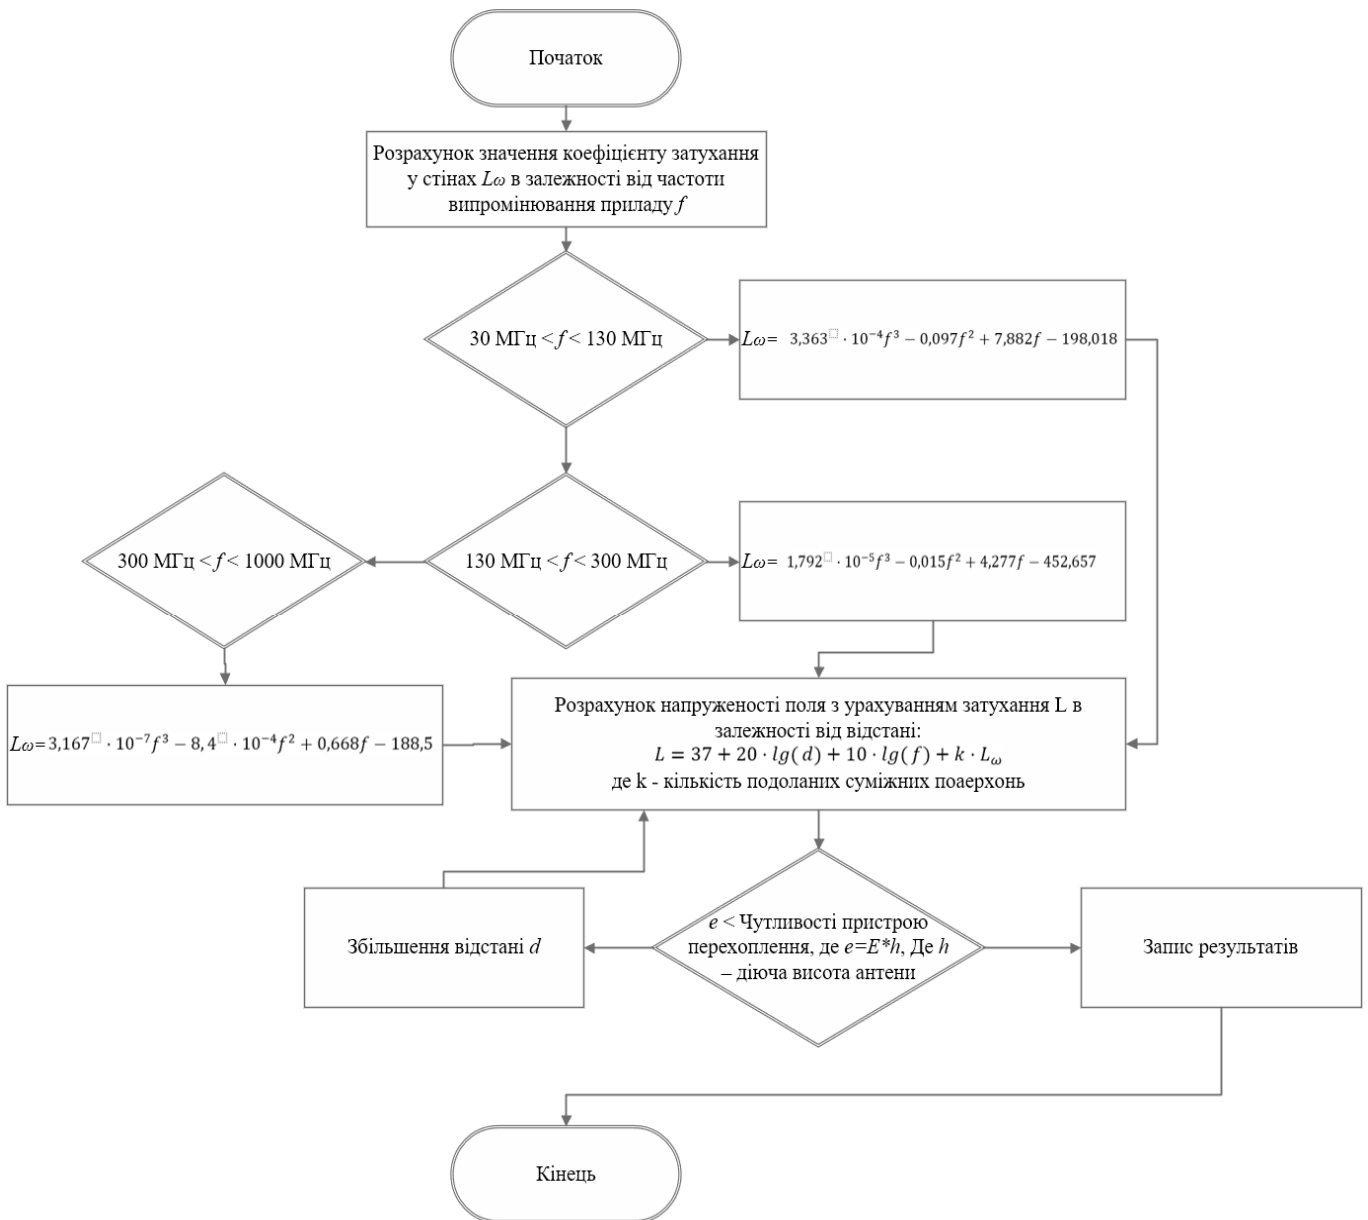 Початок
Розрахунок значення коефіцієнту затухання
у стінах Lω в залежності від частоти
випромінювання приладу f
30 МГц < f < 130 МГц
Lω= 3,363 · 10⁻⁴f³ − 0,097f² + 7,882f − 198,018
300 МГц < f < 1000 МГц
130 МГц < f < 300 МГц
Lω= 1,792 · 10⁻⁵f³ − 0,015f² + 4,277f − 452,657
Lω=3,167 · 10⁻⁷f³ − 8,4 · 10⁻⁴f² + 0,668f − 188,5
Розрахунок напруженості поля з урахуванням затухання L в
залежності від відстані:
L = 37 + 20 · lg(d) + 10 · lg(f) + k · Lω
де k - кількість подоланих суміжних поаерхонь
Збільшення відстані d
e < Чутливості пристрою
перехоплення, де e=E*h, Де h
– діюча висота антени
Запис результатів
Кінець